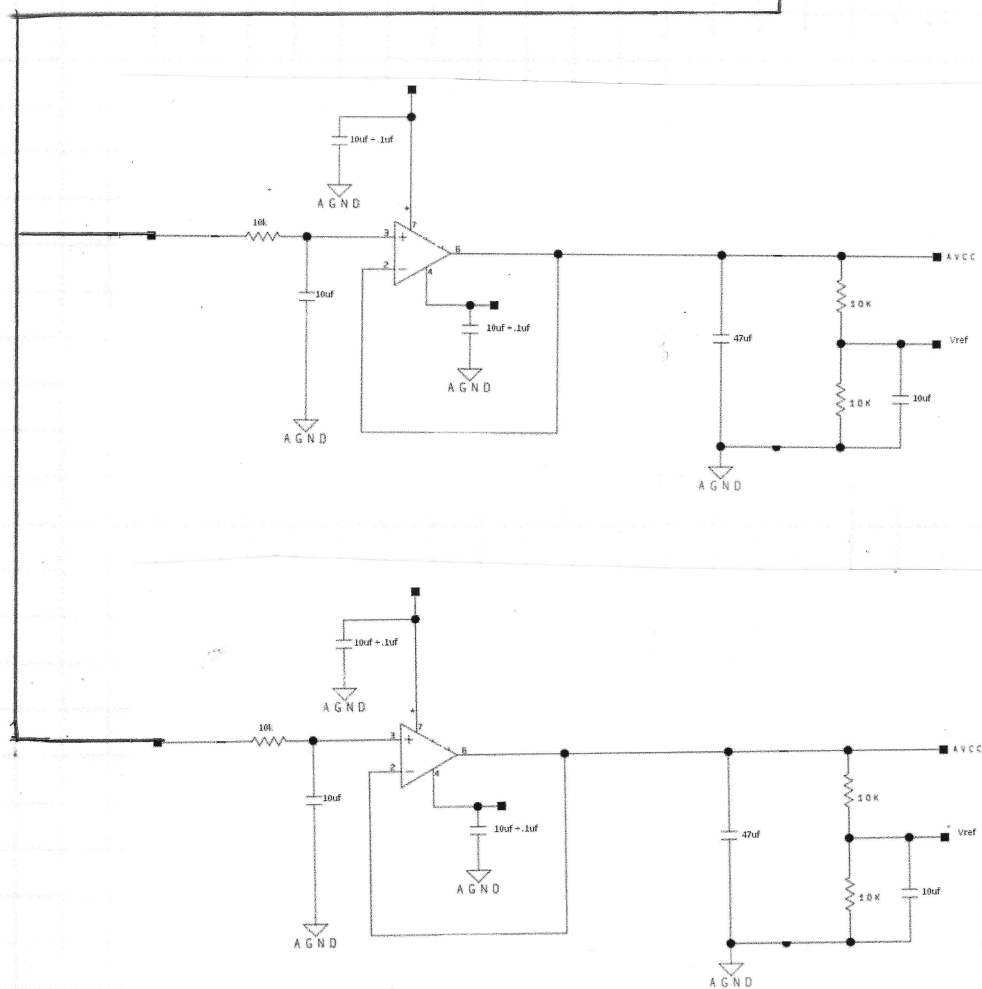 10uf+.1uf
AGND
10k
+
7
3
+
6
AVCC
2
-
4
10K
10uf
10uf+.1uf
47uf
Vref
AGND
10K
10uf
AGND
AGND
10uf+.1uf
AGND
10k
+
7
3
+
6
AVCC
2
-
4
10K
10uf
10uf+.1uf
47uf
Vref
AGND
10K
10uf
AGND
AGND